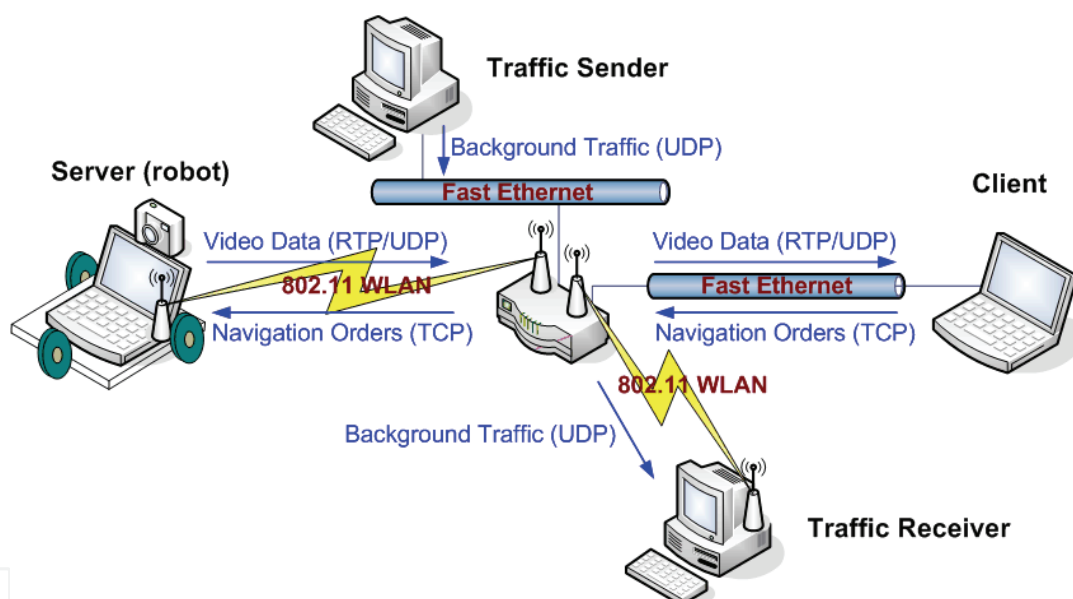 Traffic Sender
Background Traffic (UDP)
Server (robot)
Fast Ethernet
Client
Video Data (RTP/UDP)
Video Data (RTP/UDP)
802.11 WLAN
Fast Ethernet
Navigation Orders (TCP)
Navigation Orders (TCP)
802.11 WLAN
Background Traffic (UDP)
Traffic Receiver